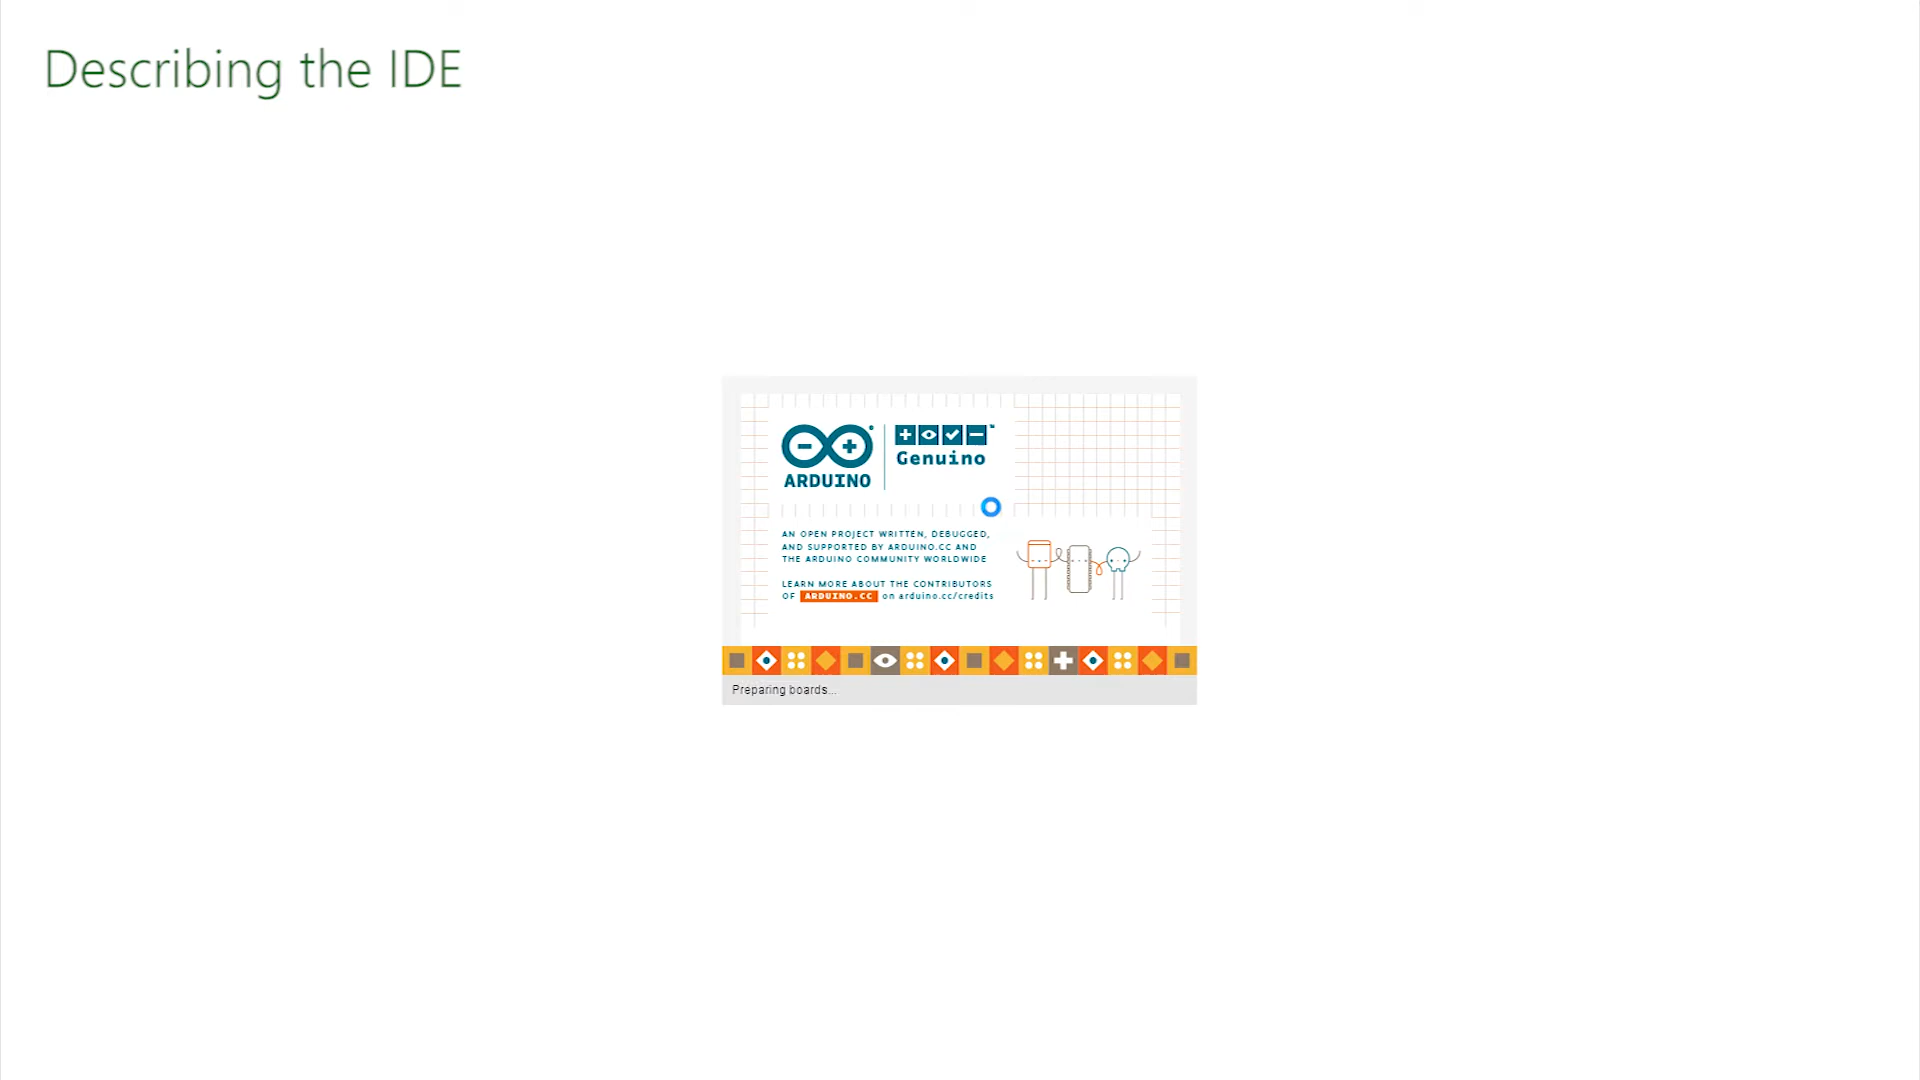 Describing the IDE
ARDUINO
Genuino
AN OPEN PROJECT WRITTEN, DEBUGGED,
AND SUPPORTED BY ARDUINO.CC AND
THE ARDUINO COMMUNITY WORLDWIDE
LEARN MORE ABOUT THE CONTRIBUTORS
OF ARDUINO.CC on arduino.cc/credits
Preparing boards...